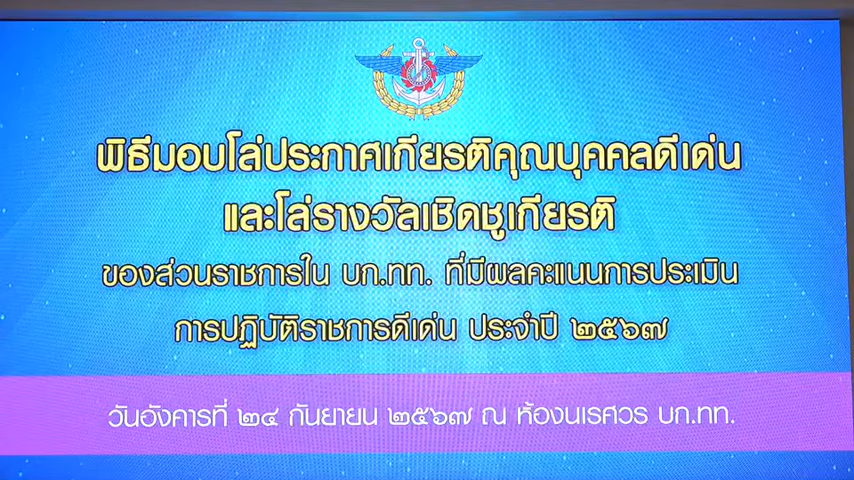 พิธีมอบโล่ประกาศเกียรติคุณบุคคลดีเด่น
และโล่รางวัลเชิดชูเกียรติ
ของส่วนราชการใน บก.ทท. ที่มีผลคะแนนการประเมิน
การปฏิบัติราชการดีเด่น ประจำปี ๒๕๖๗
วันอังคารที่ ๒๔ กันยายน ๒๕๖๗ ณ ห้องนเรศวร บก.ทท.